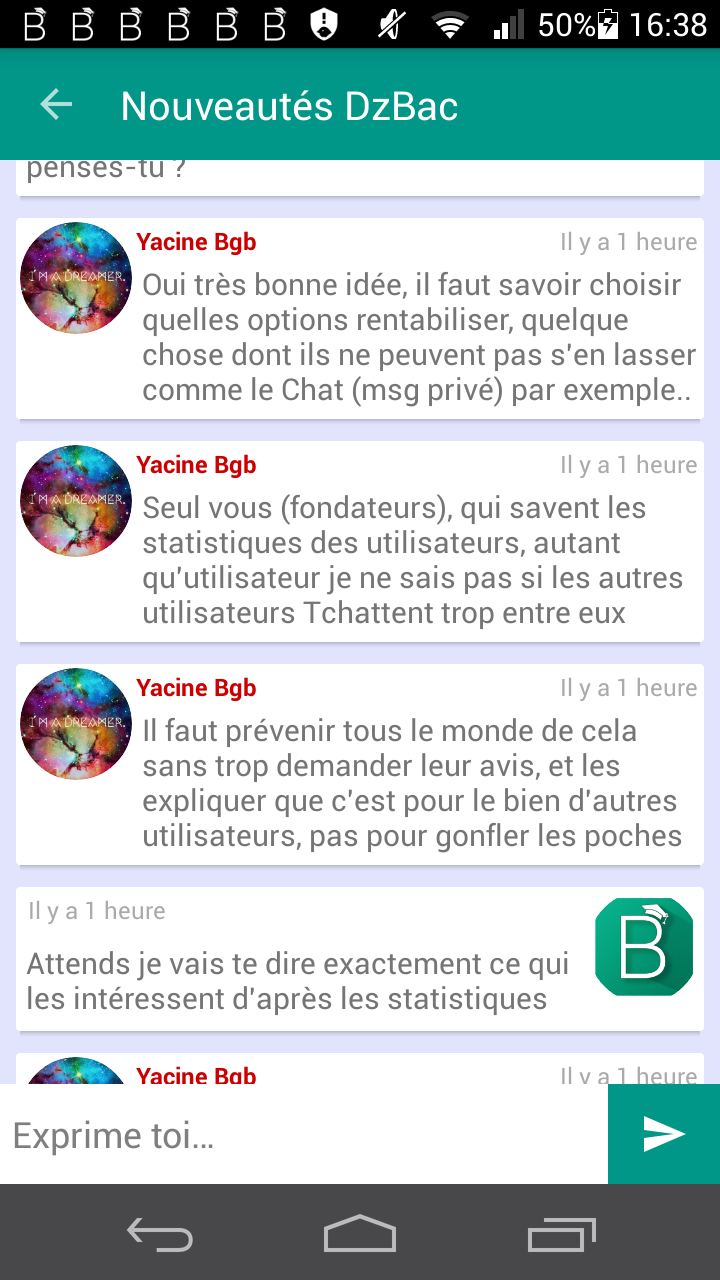 50% 16:38
Nouveautés DzBac
penses-tu ?
Yacine Bgb Il y a 1 heure
I'M A DREAMER.
Oui très bonne idée, il faut savoir choisir
quelles options rentabiliser, quelque
chose dont ils ne peuvent pas s'en lasser
comme le Chat (msg privé) par exemple..
Yacine Bgb Il y a 1 heure
I'M A DREAMER.
Seul vous (fondateurs), qui savent les
statistiques des utilisateurs, autant
qu'utilisateur je ne sais pas si les autres
utilisateurs Tchattent trop entre eux
Yacine Bgb Il y a 1 heure
I'M A DREAMER.
Il faut prévenir tous le monde de cela
sans trop demander leur avis, et les
expliquer que c'est pour le bien d'autres
utilisateurs, pas pour gonfler les poches
Il y a 1 heure
B
Attends je vais te dire exactement ce qui
les intéressent d'après les statistiques
Yacine Bgb Il y a 1 heure
Exprime toi...